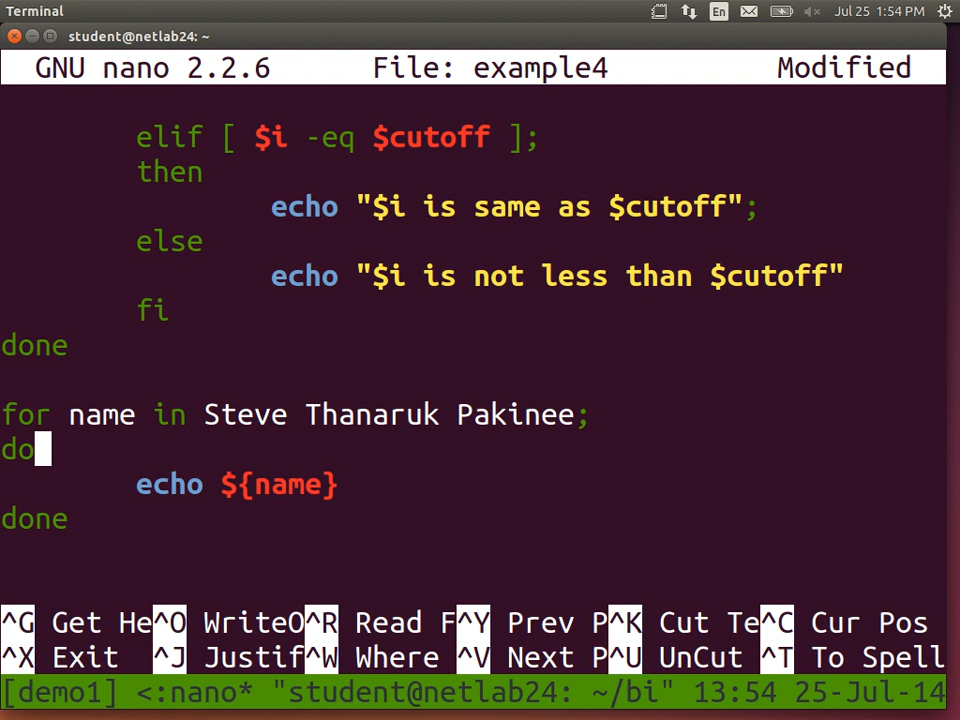 Terminal En Jul 25 1:54 PM
student@netlab24: ~
GNU nano 2.2.6 File: example4 Modified
elif [ $i -eq $cutoff ];
then
echo "$i is same as $cutoff";
else
echo "$i is not less than $cutoff"
fi
done
for name in Steve Thanaruk Pakinee;
do
echo ${name}
done
^G Get He^O WriteO^R Read F^Y Prev P^K Cut Te^C Cur Pos
^X Exit ^J Justif^W Where ^V Next P^U UnCut ^T To Spell
[demo1] <:nano* "student@netlab24: ~/bi" 13:54 25-Jul-14